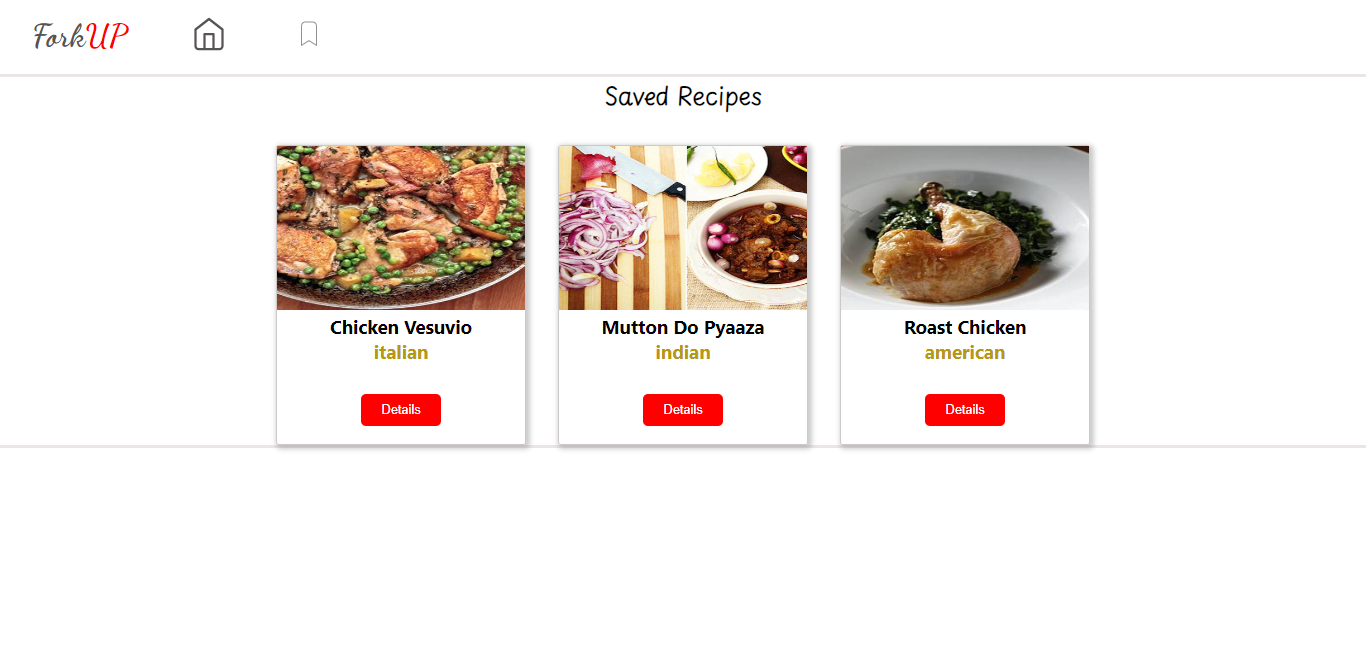 ForkUP
Saved Recipes
Chicken Vesuvio
italian
Details
Mutton Do Pyaaza
indian
Details
Roast Chicken
american
Details